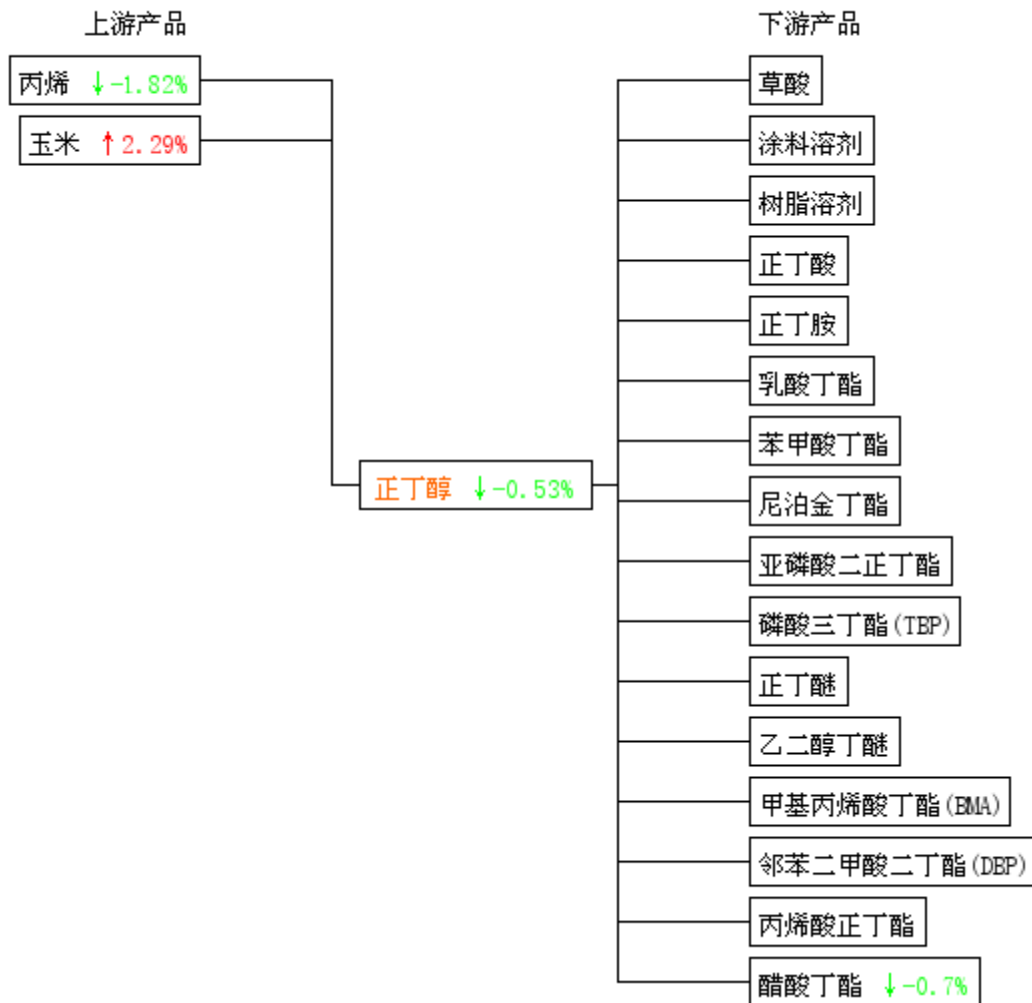 上游产品
下游产品
丙烯 ↓-1.82%
玉米 ↑2.29%
正丁醇 ↓-0.53%
草酸
涂料溶剂
树脂溶剂
正丁酸
正丁胺
乳酸丁酯
苯甲酸丁酯
尼泊金丁酯
亚磷酸二正丁酯
磷酸三丁酯(TBP)
正丁醚
乙二醇丁醚
甲基丙烯酸丁酯(BMA)
邻苯二甲酸二丁酯(DBP)
丙烯酸正丁酯
醋酸丁酯 ↓-0.7%